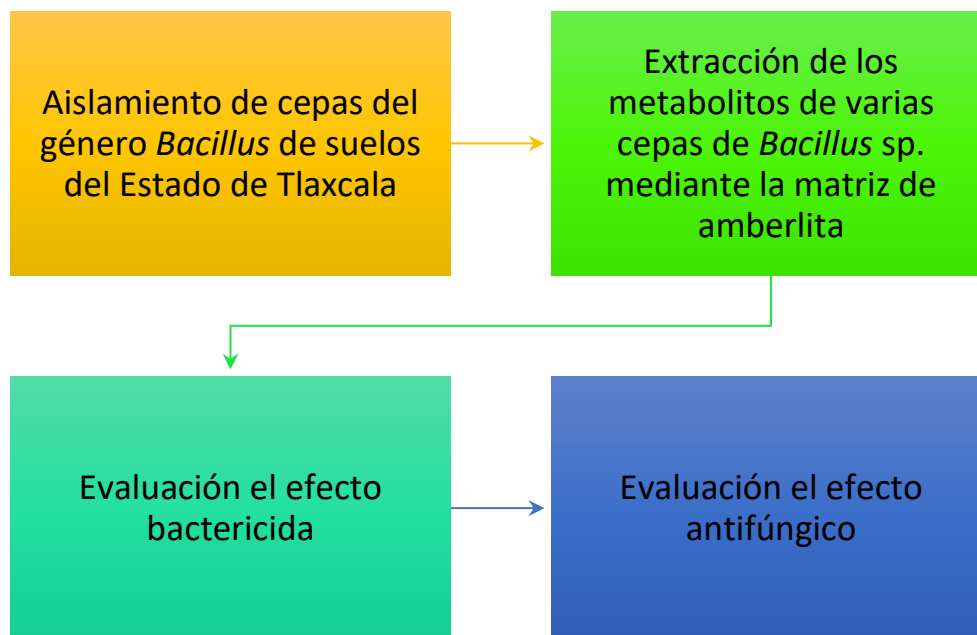 Aislamiento de cepas del
género Bacillus de suelos
del Estado de Tlaxcala
Extracción de los
metabolitos de varias
cepas de Bacillus sp.
mediante la matriz de
amberlita
Evaluación el efecto
bactericida
Evaluación el efecto
antifúngico